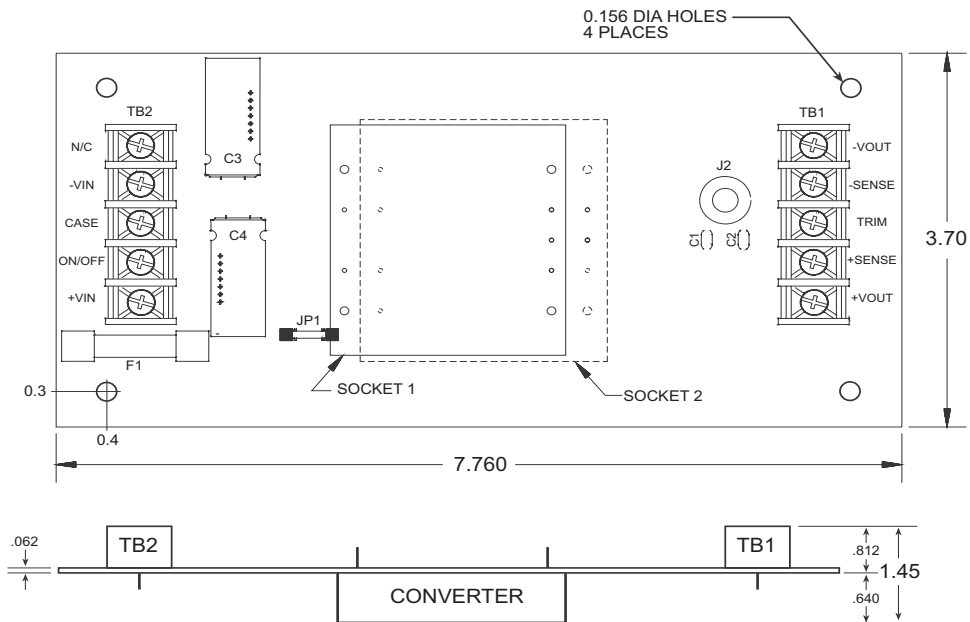 0.156 DIA HOLES
4 PLACES
TB2
TB1
N/C
-VIN
CASE
ON/OFF
+VIN
C3
C4
JP1
F1
J2
C1
C2
-VOUT
-SENSE
TRIM
+SENSE
+VOUT
3.70
SOCKET 1
SOCKET 2
0.3
0.4
7.760
.062
TB2
TB1
CONVERTER
.812
1.45
.640